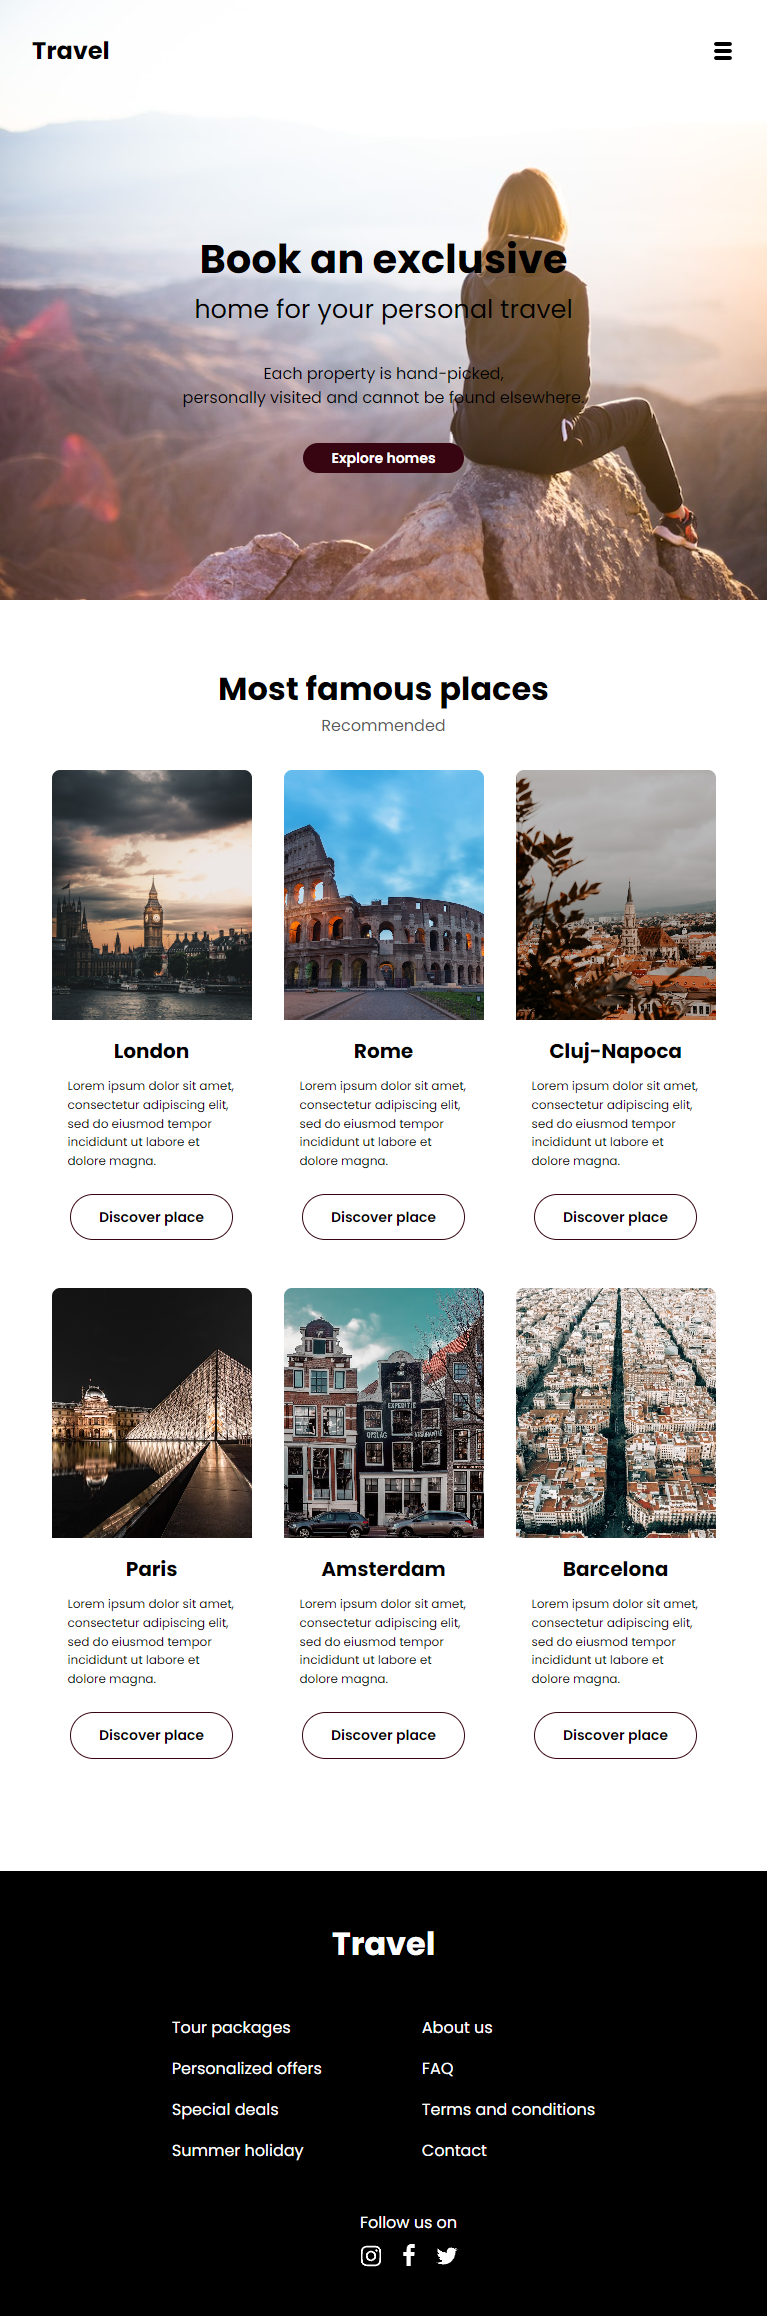 Travel
Book an exclusive
home for your personal travel
Each property is hand-picked,
personally visited and cannot be found elsewhere.
Explore homes
Most famous places
Recommended
London
Lorem ipsum dolor sit amet,
consectetur adipiscing elit,
sed do eiusmod tempor
incididunt ut labore et
dolore magna.
Discover place
Rome
Lorem ipsum dolor sit amet,
consectetur adipiscing elit,
sed do eiusmod tempor
incididunt ut labore et
dolore magna.
Discover place
Cluj-Napoca
Lorem ipsum dolor sit amet,
consectetur adipiscing elit,
sed do eiusmod tempor
incididunt ut labore et
dolore magna.
Discover place
EXPEDITIE
OPSLAG
Paris
Lorem ipsum dolor sit amet,
consectetur adipiscing elit,
sed do eiusmod tempor
incididunt ut labore et
dolore magna.
Discover place
Amsterdam
Lorem ipsum dolor sit amet,
consectetur adipiscing elit,
sed do eiusmod tempor
incididunt ut labore et
dolore magna.
Discover place
Barcelona
Lorem ipsum dolor sit amet,
consectetur adipiscing elit,
sed do eiusmod tempor
incididunt ut labore et
dolore magna.
Discover place
Travel
Tour packages
Personalized offers
Special deals
Summer holiday
About us
FAQ
Terms and conditions
Contact
Follow us on